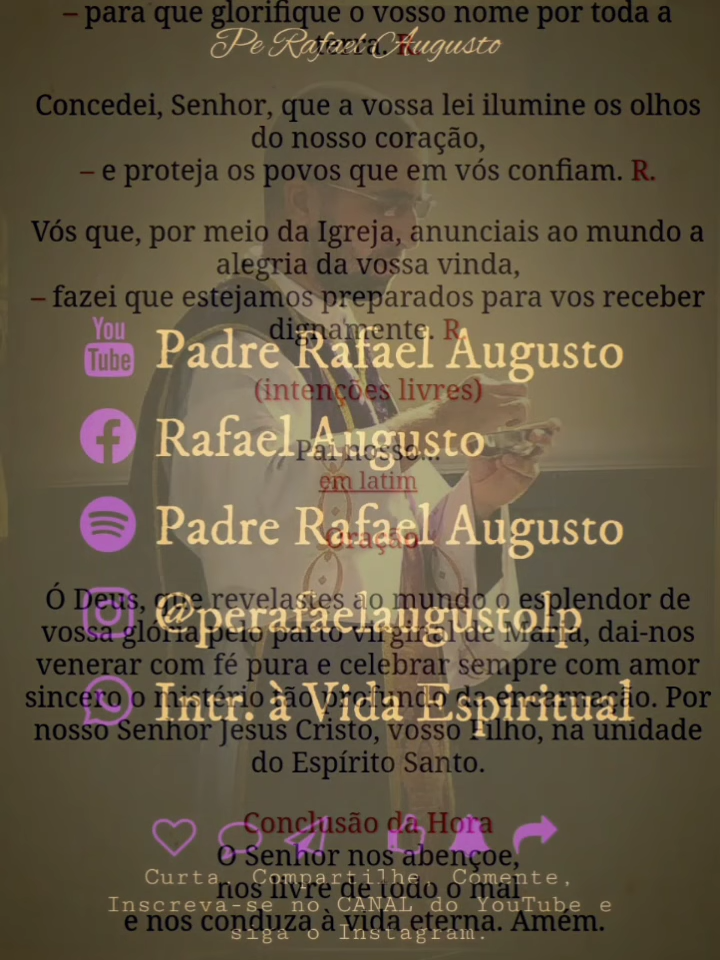 – para que glorifique o vosso nome por toda a
terra. R.
Pe Rafael Augusto
Concedei, Senhor, que a vossa lei ilumine os olhos
do nosso coração,
– e proteja os povos que em vós confiam. R.
Vós que, por meio da Igreja, anunciais ao mundo a
alegria da vossa vinda,
– fazei que estejamos preparados para vos receber
dignamente. R.
You
Tube
Padre Rafael Augusto
(intenções livres)
Rafael Augusto
Pai nosso...
em latim
Padre Rafael Augusto
Oração
Ó Deus, que revelastes ao mundo o esplendor de
@perafaelaugustolp
vossa glória pelo parto virginal de Maria, dai-nos
venerar com fé pura e celebrar sempre com amor
sincero o mistério tão profundo da encarnação. Por
Intr. à Vida Espiritual
nosso Senhor Jesus Cristo, vosso Filho, na unidade
do Espírito Santo.
Conclusão da Hora
O Senhor nos abençoe,
Curta, Compartilhe, Comente,
nos livre de todo o mal
Inscreva-se no CANAL do YouTube e
e nos conduza à vida eterna. Amém.
siga o Instagram.